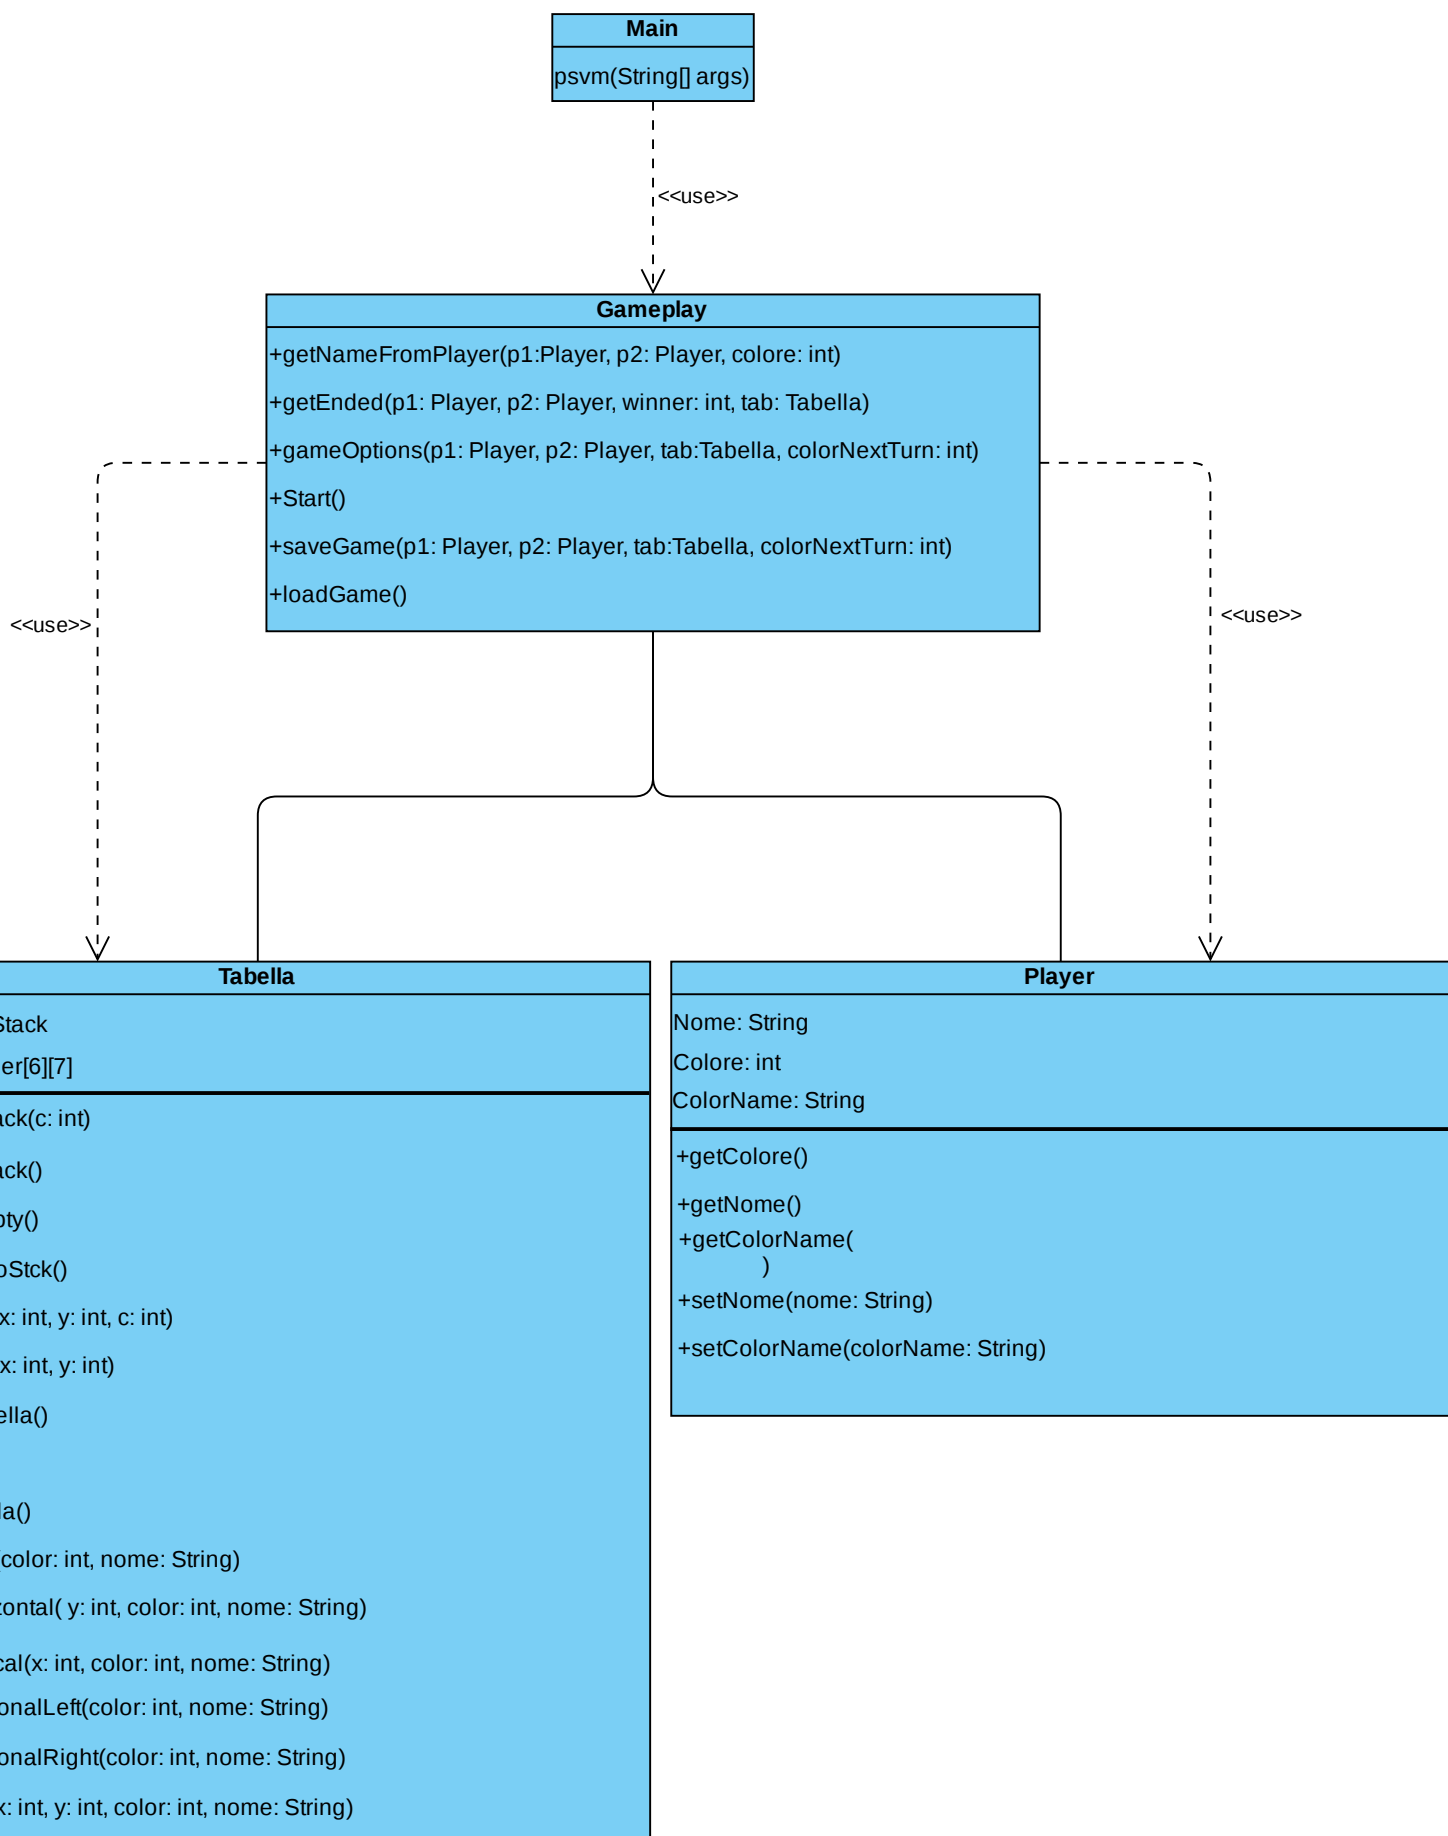 Main
psvm(String[] args)
<<use>>
Gameplay
+getNameFromPlayer(p1:Player, p2: Player, colore: int)
+getEnded(p1: Player, p2: Player, winner: int, tab: Tabella)
+gameOptions(p1: Player, p2: Player, tab:Tabella, colorNextTurn: int)
+Start()
+saveGame(p1: Player, p2: Player, tab:Tabella, colorNextTurn: int)
+loadGame()
<<use>>
<<use>>
Tabella
Stack
er[6][7]
ack(c: int)
ack()
pty()
oStck()
x: int, y: int, c: int)
x: int, y: int)
ella()
la()
(color: int, nome: String)
zontal( y: int, color: int, nome: String)
cal(x: int, color: int, nome: String)
onalLeft(color: int, nome: String)
onalRight(color: int, nome: String)
x: int, y: int, color: int, nome: String)
Player
Nome: String
Colore: int
ColorName: String
+getColore()
+getNome()
+getColorName(
)
+setNome(nome: String)
+setColorName(colorName: String)